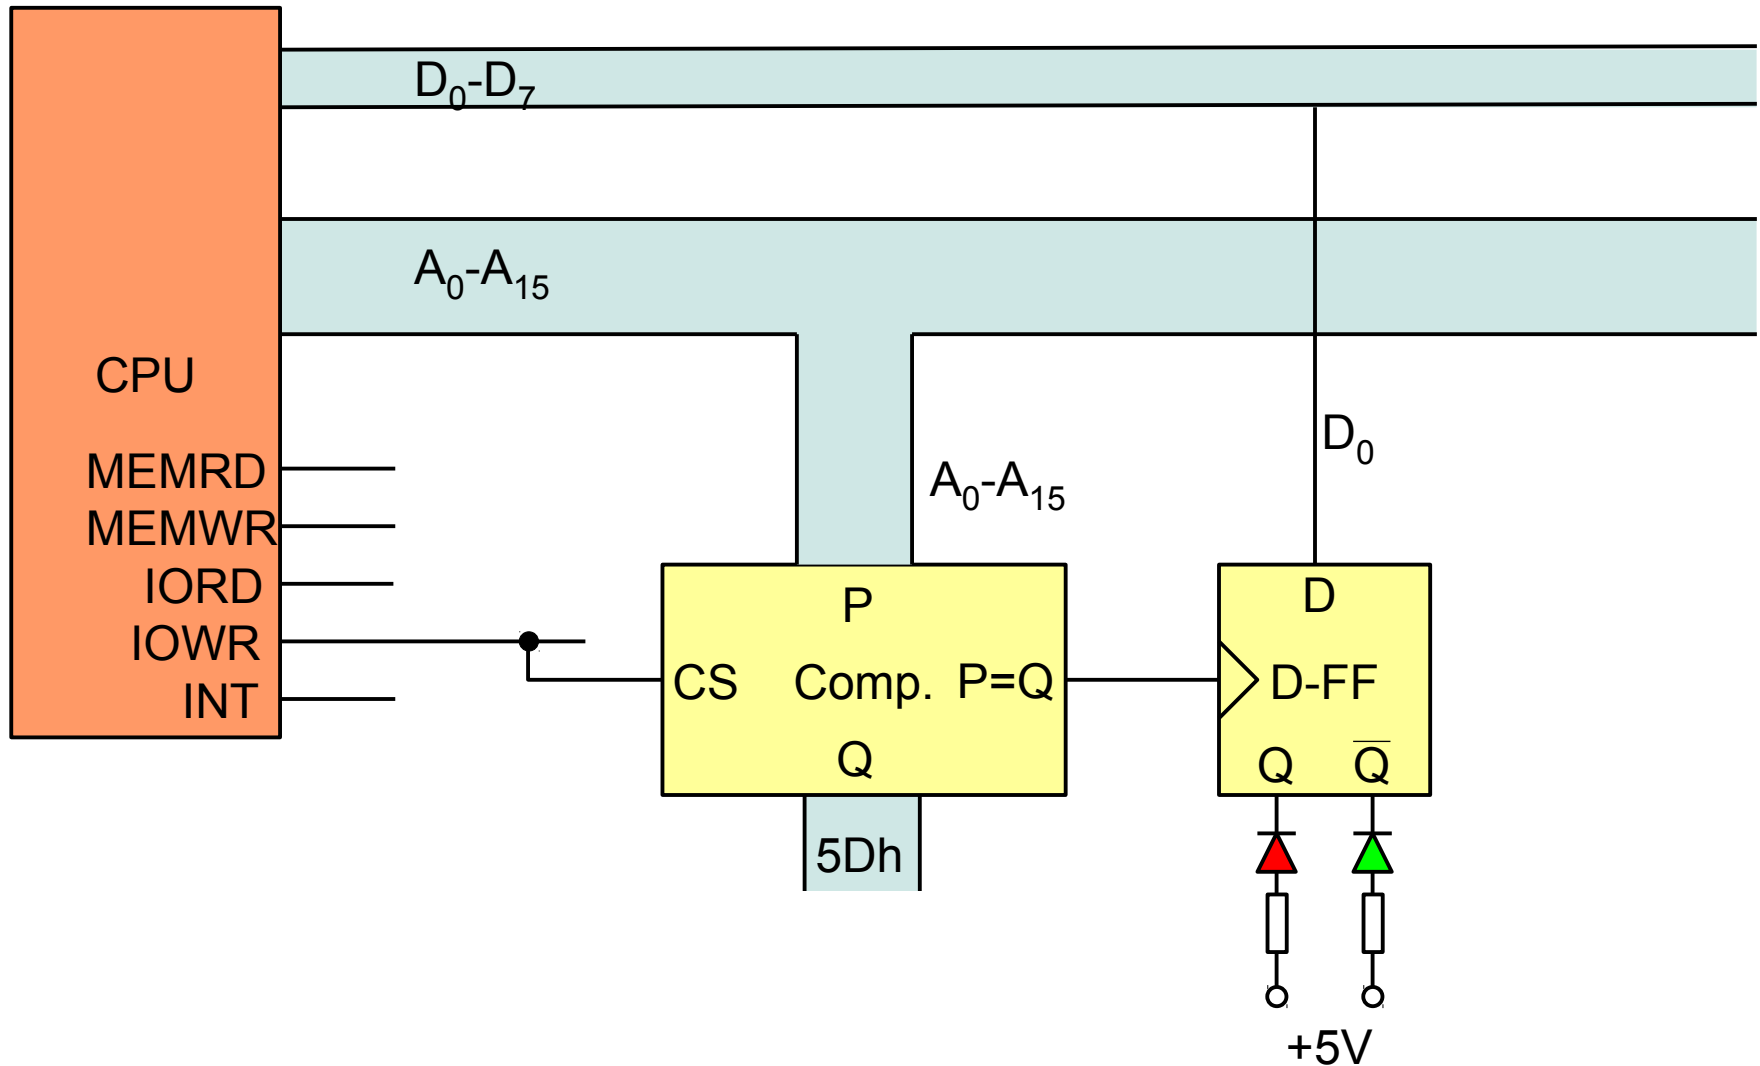 D₀-D₇
A₀-A₁₅
CPU
D₀
MEMRD
A₀-A₁₅
MEMWR
IORD
P
D
IOWR
CS Comp. P=Q
D-FF
INT
Q
Q Q̅
5Dh
+5V